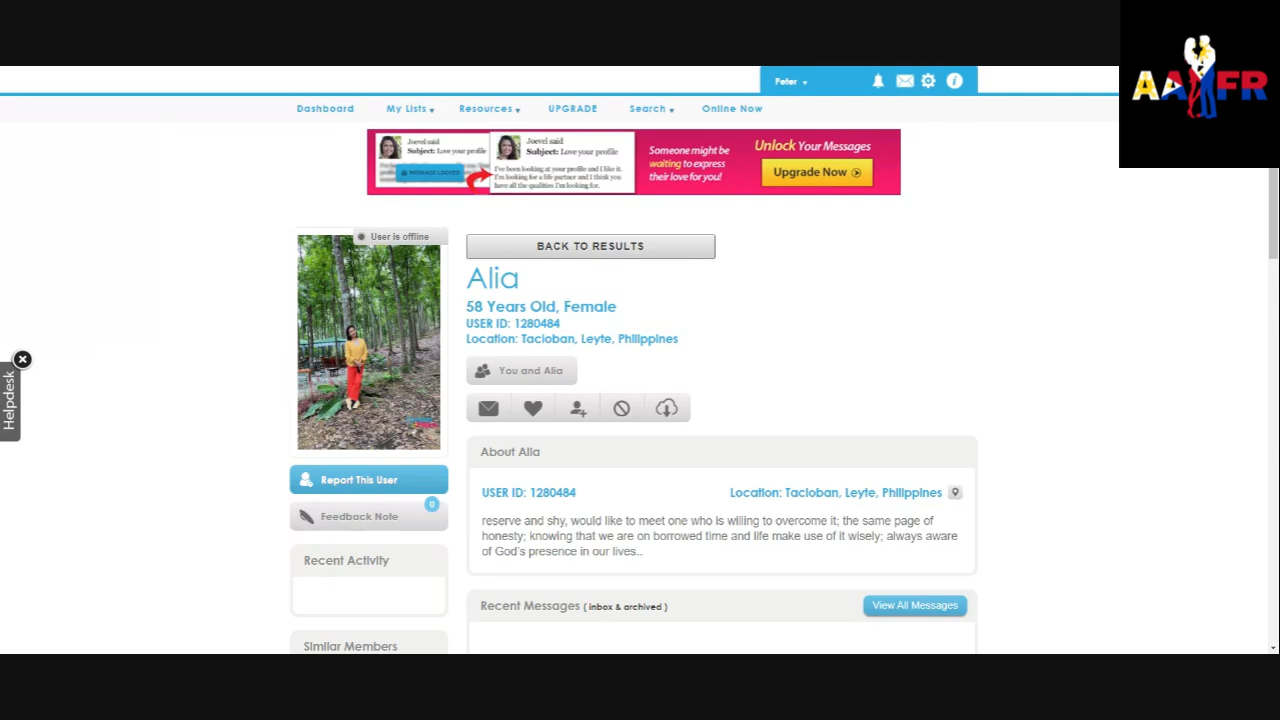 AA FR
Peter
Dashboard My Lists Resources UPGRADE Search Online Now
Joevel said
Subject: Love your profile
MESSAGE LOCKED
Joevel said
Subject: Love your profile
I've been looking at your profile and I like it.
I'm looking for a life partner and I think you
have all the qualities I'm looking for.
Someone might be
waiting to express
their love for you!
Unlock Your Messages
Upgrade Now
User is offline
BACK TO RESULTS
Alia
58 Years Old, Female
USER ID: 1280484
Location: Tacloban, Leyte, Philippines
You and Alia
Helpdesk
Report This User
Feedback Note
0
Recent Activity
Similar Members
About Alia
USER ID: 1280484 Location: Tacloban, Leyte, Philippines
reserve and shy, would like to meet one who is willing to overcome it; the same page of
honesty; knowing that we are on borrowed time and life make use of it wisely; always aware
of God's presence in our lives..
Recent Messages ( inbox & archived )
View All Messages